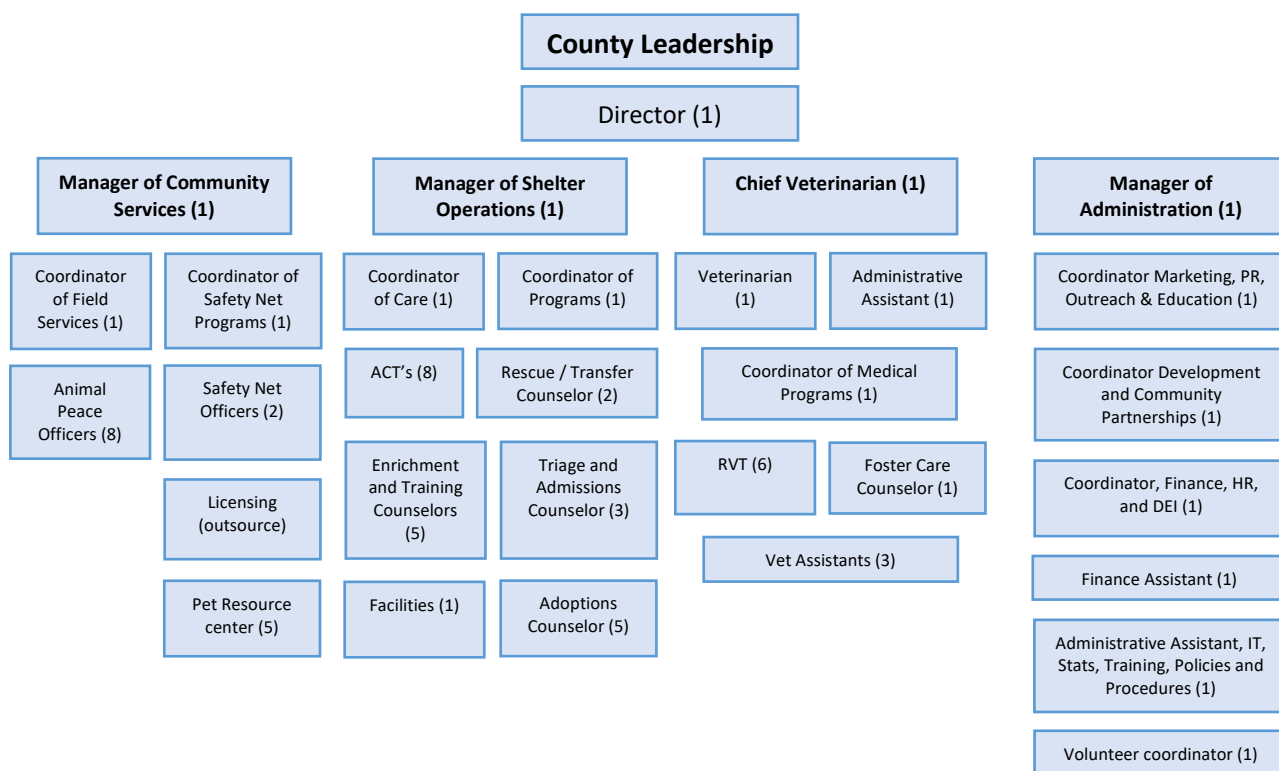 County Leadership
Director (1)
Manager of Community
Services (1)
Manager of Shelter
Operations (1)
Chief Veterinarian (1)
Manager of
Administration (1)
Coordinator
of Field
Services (1)
Coordinator of
Safety Net
Programs (1)
Coordinator
of Care (1)
Coordinator of
Programs (1)
Veterinarian
(1)
Administrative
Assistant (1)
Coordinator Marketing, PR,
Outreach & Education (1)
Animal
Peace
Officers (8)
Safety Net
Officers (2)
ACT's (8)
Rescue / Transfer
Counselor (2)
Coordinator of Medical
Programs (1)
Coordinator Development
and Community
Partnerships (1)
Licensing
(outsource)
Enrichment
and Training
Counselors
(5)
Triage and
Admissions
Counselor (3)
RVT (6)
Foster Care
Counselor (1)
Coordinator, Finance, HR,
and DEI (1)
Vet Assistants (3)
Finance Assistant (1)
Pet Resource
center (5)
Facilities (1)
Adoptions
Counselor (5)
Administrative Assistant, IT,
Stats, Training, Policies and
Procedures (1)
Volunteer coordinator (1)